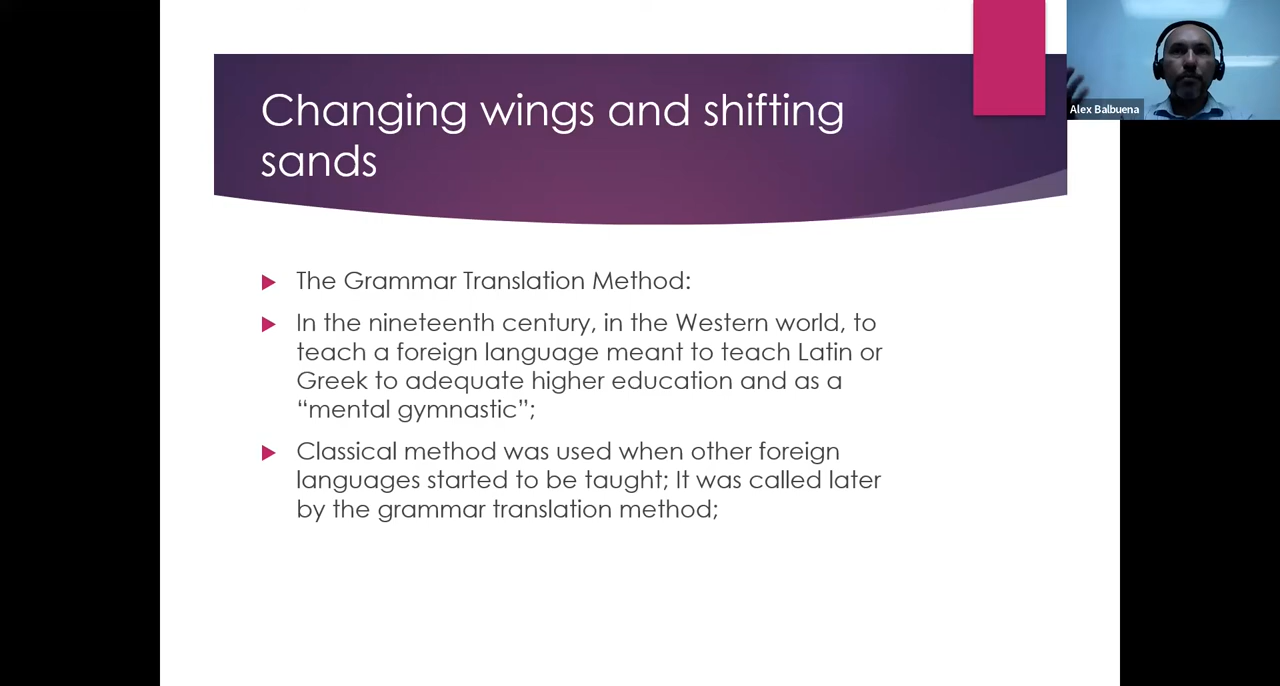 Changing wings and shifting
sands
Alex Balbuena
The Grammar Translation Method:
In the nineteenth century, in the Western world, to
teach a foreign language meant to teach Latin or
Greek to adequate higher education and as a
“mental gymnastic”;
Classical method was used when other foreign
languages started to be taught; It was called later
by the grammar translation method;